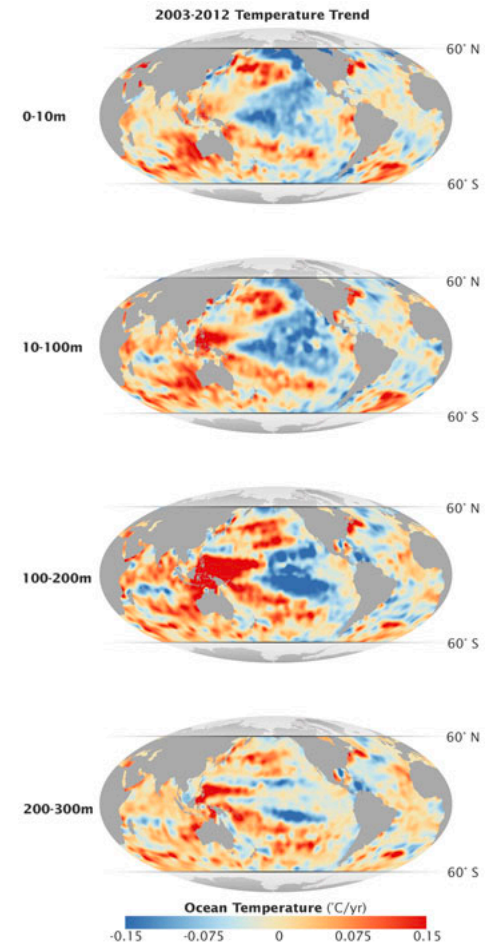 2003-2012 Temperature Trend
60° N
0-10m
60° S
60° N
10-100m
60° S
60° N
100-200m
60° S
60° N
200-300m
60° S
Ocean Temperature (°C/yr)
-0.15 -0.075 0 0.075 0.15